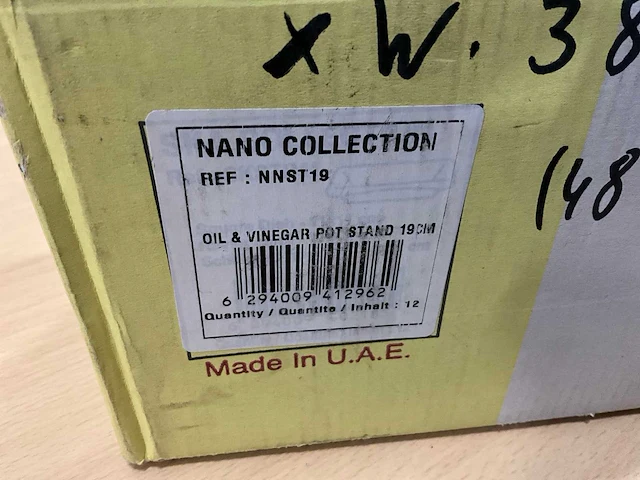 x W. 38
(48
NANO COLLECTION
REF : NNST19
OIL & VINEGAR POT STAND 19CM
6 294009 412962
Quantity / Quantite / Inhalt : 12
Made In U.A.E.